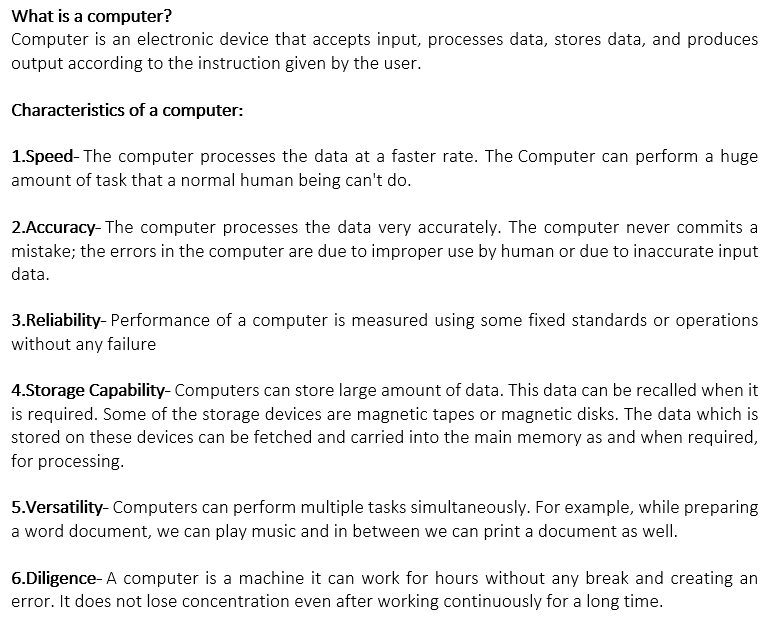 What is a computer?
Computer is an electronic device that accepts input, processes data, stores data, and produces
output according to the instruction given by the user.
Characteristics of a computer:
1.Speed- The computer processes the data at a faster rate. The Computer can perform a huge
amount of task that a normal human being can't do.
2.Accuracy- The computer processes the data very accurately. The computer never commits a
mistake; the errors in the computer are due to improper use by human or due to inaccurate input
data.
3.Reliability- Performance of a computer is measured using some fixed standards or operations
without any failure
4.Storage Capability- Computers can store large amount of data. This data can be recalled when it
is required. Some of the storage devices are magnetic tapes or magnetic disks. The data which is
stored on these devices can be fetched and carried into the main memory as and when required,
for processing.
5.Versatility- Computers can perform multiple tasks simultaneously. For example, while preparing
a word document, we can play music and in between we can print a document as well.
6.Diligence- A computer is a machine it can work for hours without any break and creating an
error. It does not lose concentration even after working continuously for a long time.